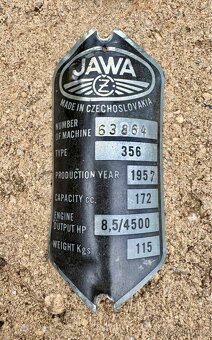 JAWA
CZ
MADE IN CZECHOSLOVAKIA
NUMBER OF MACHINE 63864
TYPE 356
PRODUCTION YEAR 1957
CAPACITY cc. 172
ENGINE OUTPUT HP 8,5/4500
WEIGHT Kgs 115